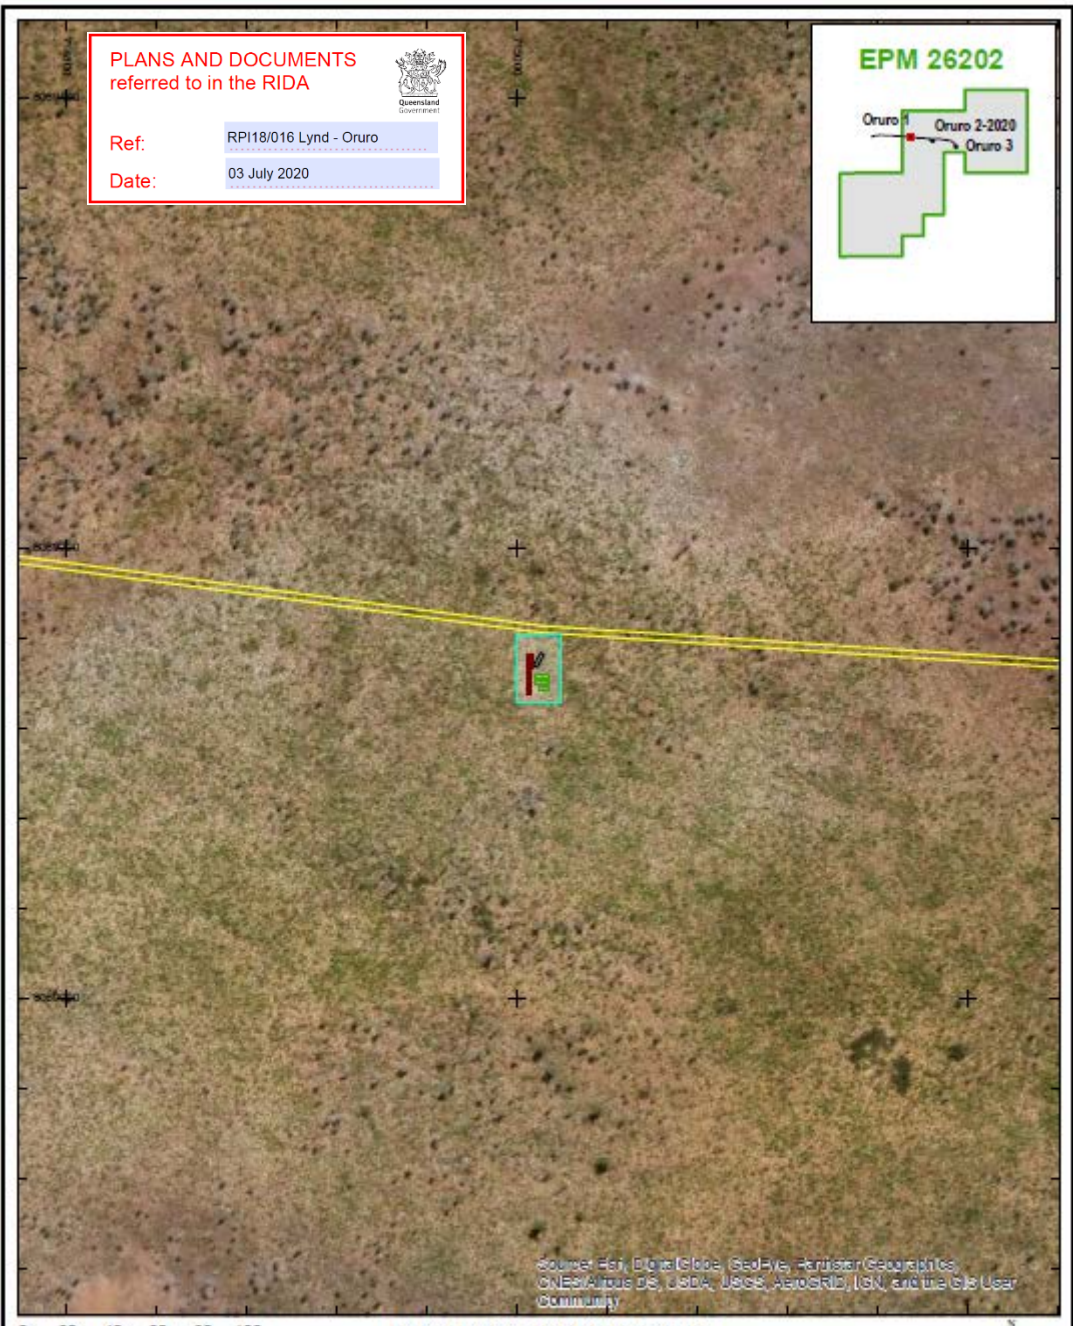 PLANS AND DOCUMENTS
referred to in the RIDA
Queensland
Government
Ref:
RPI18/016 Lynd - Oruro
Date:
03 July 2020
EPM 26202
Oruro 1
Oruro 2-2020
Oruro 3
Source: Esri, DigitalGlobe, GeoEye, Earthstar Geographics,
CNES/Airbus DS, USDA, USGS, AeroGRID, IGN, and the GIS User
Community